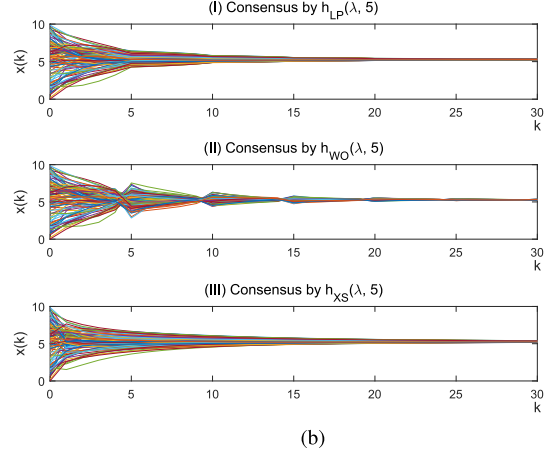 (I) Consensus by h_LP(λ, 5)
10
x(k)
5
0
0 5 10 15 20 25 30
k
(II) Consensus by h_WO(λ, 5)
10
x(k)
5
0
0 5 10 15 20 25 30
k
(III) Consensus by h_XS(λ, 5)
10
x(k)
5
0
0 5 10 15 20 25 30
k
(b)